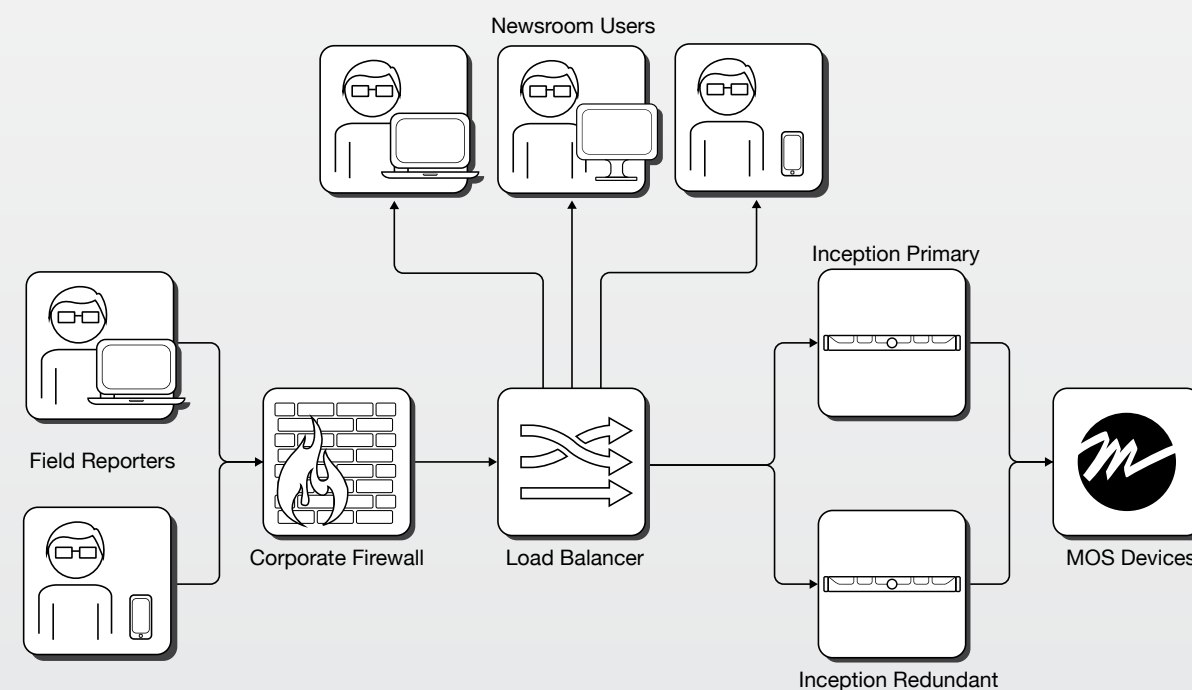 Newsroom Users
Inception Primary
Field Reporters
Corporate Firewall
Load Balancer
MOS Devices
Inception Redundant